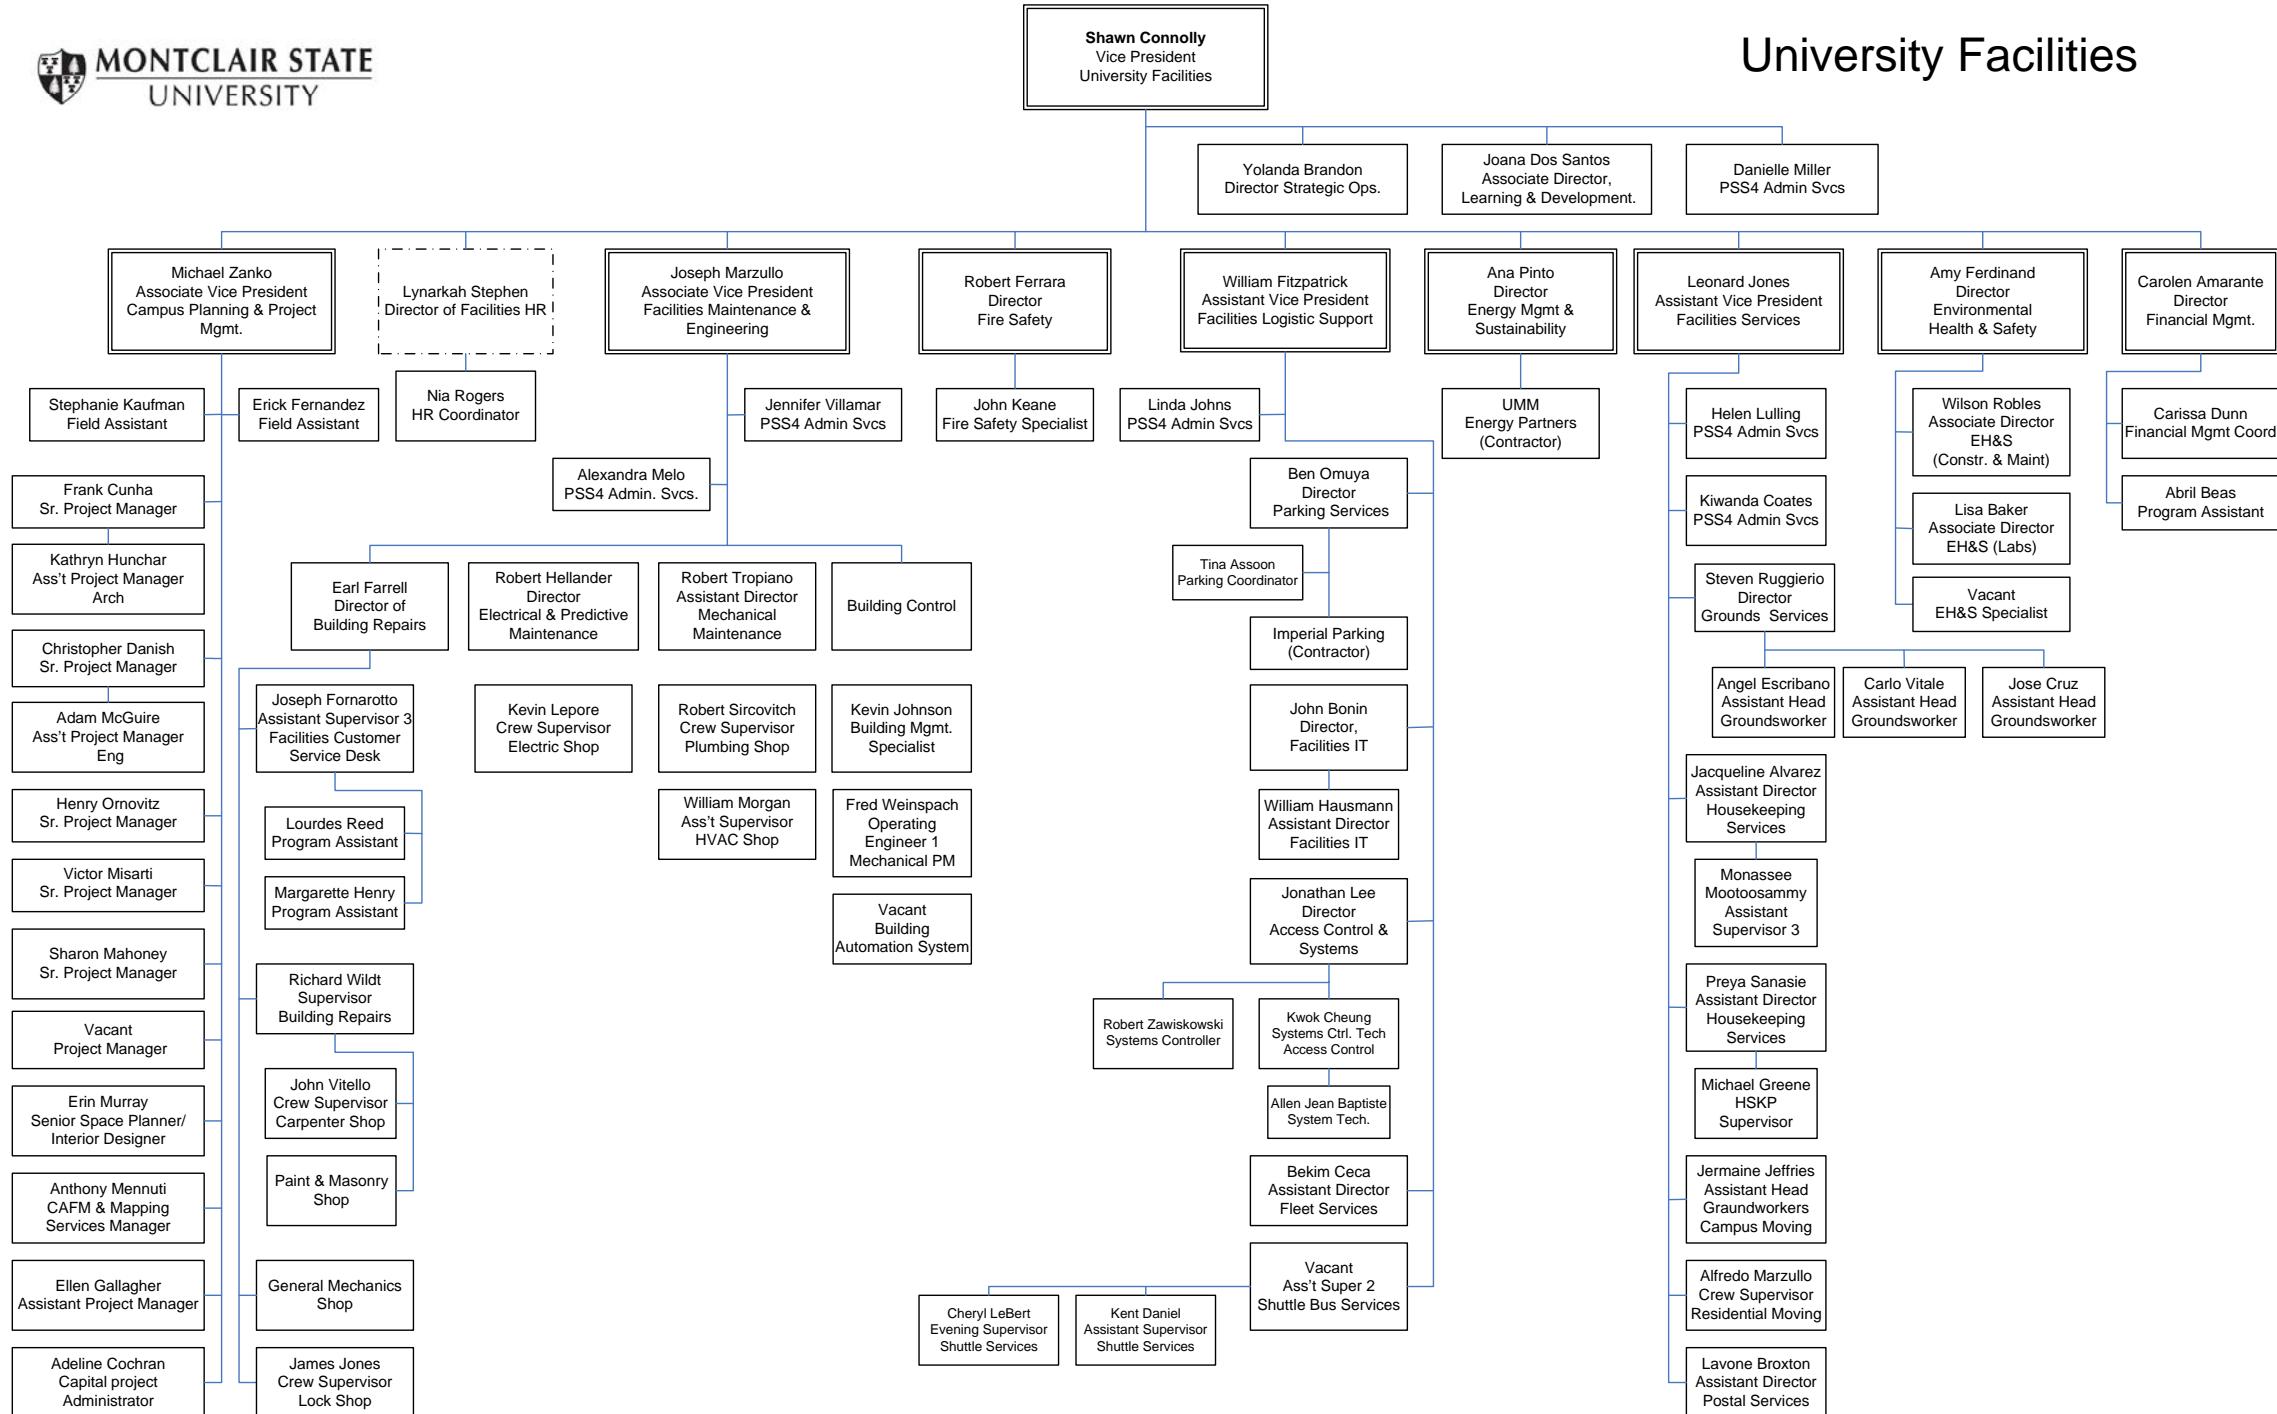 MONTCLAIR STATE
UNIVERSITY
University Facilities
Shawn Connolly
Vice President
University Facilities
Yolanda Brandon
Director Strategic Ops.
Joana Dos Santos
Associate Director,
Learning & Development.
Danielle Miller
PSS4 Admin Svcs
Michael Zanko
Associate Vice President
Campus Planning & Project
Mgmt.
Lynarkah Stephen
Director of Facilities HR
Joseph Marzullo
Associate Vice President
Facilities Maintenance &
Engineering
Robert Ferrara
Director
Fire Safety
William Fitzpatrick
Assistant Vice President
Facilities Logistic Support
Ana Pinto
Director
Energy Mgmt &
Sustainability
Leonard Jones
Assistant Vice President
Facilities Services
Amy Ferdinand
Director
Environmental
Health & Safety
Carolen Amarante
Director
Financial Mgmt.
Stephanie Kaufman
Field Assistant
Erick Fernandez
Field Assistant
Frank Cunha
Sr. Project Manager
Kathryn Hunchar
Ass't Project Manager
Arch
Christopher Danish
Sr. Project Manager
Adam McGuire
Ass't Project Manager
Eng
Henry Ornovitz
Sr. Project Manager
Victor Misarti
Sr. Project Manager
Sharon Mahoney
Sr. Project Manager
Vacant
Project Manager
Erin Murray
Senior Space Planner/
Interior Designer
Anthony Mennuti
CAFM & Mapping
Services Manager
Ellen Gallagher
Assistant Project Manager
Adeline Cochran
Capital project
Administrator
Nia Rogers
HR Coordinator
Jennifer Villamar
PSS4 Admin Svcs
Alexandra Melo
PSS4 Admin. Svcs.
Earl Farrell
Director of
Building Repairs
Robert Hellander
Director
Electrical & Predictive
Maintenance
Robert Tropiano
Assistant Director
Mechanical
Maintenance
Building Control
Joseph Fornarotto
Assistant Supervisor 3
Facilities Customer
Service Desk
Lourdes Reed
Program Assistant
Margarette Henry
Program Assistant
Richard Wildt
Supervisor
Building Repairs
John Vitello
Crew Supervisor
Carpenter Shop
Paint & Masonry
Shop
General Mechanics
Shop
James Jones
Crew Supervisor
Lock Shop
Kevin Lepore
Crew Supervisor
Electric Shop
Robert Sircovitch
Crew Supervisor
Plumbing Shop
William Morgan
Ass't Supervisor
HVAC Shop
Kevin Johnson
Building Mgmt.
Specialist
Fred Weinspach
Operating
Engineer 1
Mechanical PM
Vacant
Building
Automation System
John Keane
Fire Safety Specialist
Linda Johns
PSS4 Admin Svcs
Ben Omuya
Director
Parking Services
Tina Assoon
Parking Coordinator
Imperial Parking
(Contractor)
John Bonin
Director,
Facilities IT
William Hausmann
Assistant Director
Facilities IT
Jonathan Lee
Director
Access Control &
Systems
Robert Zawiskowski
Systems Controller
Kwok Cheung
Systems Ctrl. Tech
Access Control
Allen Jean Baptiste
System Tech.
Bekim Ceca
Assistant Director
Fleet Services
Vacant
Ass't Super 2
Shuttle Bus Services
Cheryl LeBert
Evening Supervisor
Shuttle Services
Kent Daniel
Assistant Supervisor
Shuttle Services
UMM
Energy Partners
(Contractor)
Helen Lulling
PSS4 Admin Svcs
Kiwanda Coates
PSS4 Admin Svcs
Steven Ruggierio
Director
Grounds  Services
Angel Escribano
Assistant Head
Groundsworker
Carlo Vitale
Assistant Head
Groundsworker
Jose Cruz
Assistant Head
Groundsworker
Jacqueline Alvarez
Assistant Director
Housekeeping
Services
Monassee
Mootoosammy
Assistant
Supervisor 3
Preya Sanasie
Assistant Director
Housekeeping
Services
Michael Greene
HSKP
Supervisor
Jermaine Jeffries
Assistant Head
Graundworkers
Campus Moving
Alfredo Marzullo
Crew Supervisor
Residential Moving
Lavone Broxton
Assistant Director
Postal Services
Wilson Robles
Associate Director
EH&S
(Constr. & Maint)
Lisa Baker
Associate Director
EH&S (Labs)
Vacant
EH&S Specialist
Carissa Dunn
Financial Mgmt Coord
Abril Beas
Program Assistant